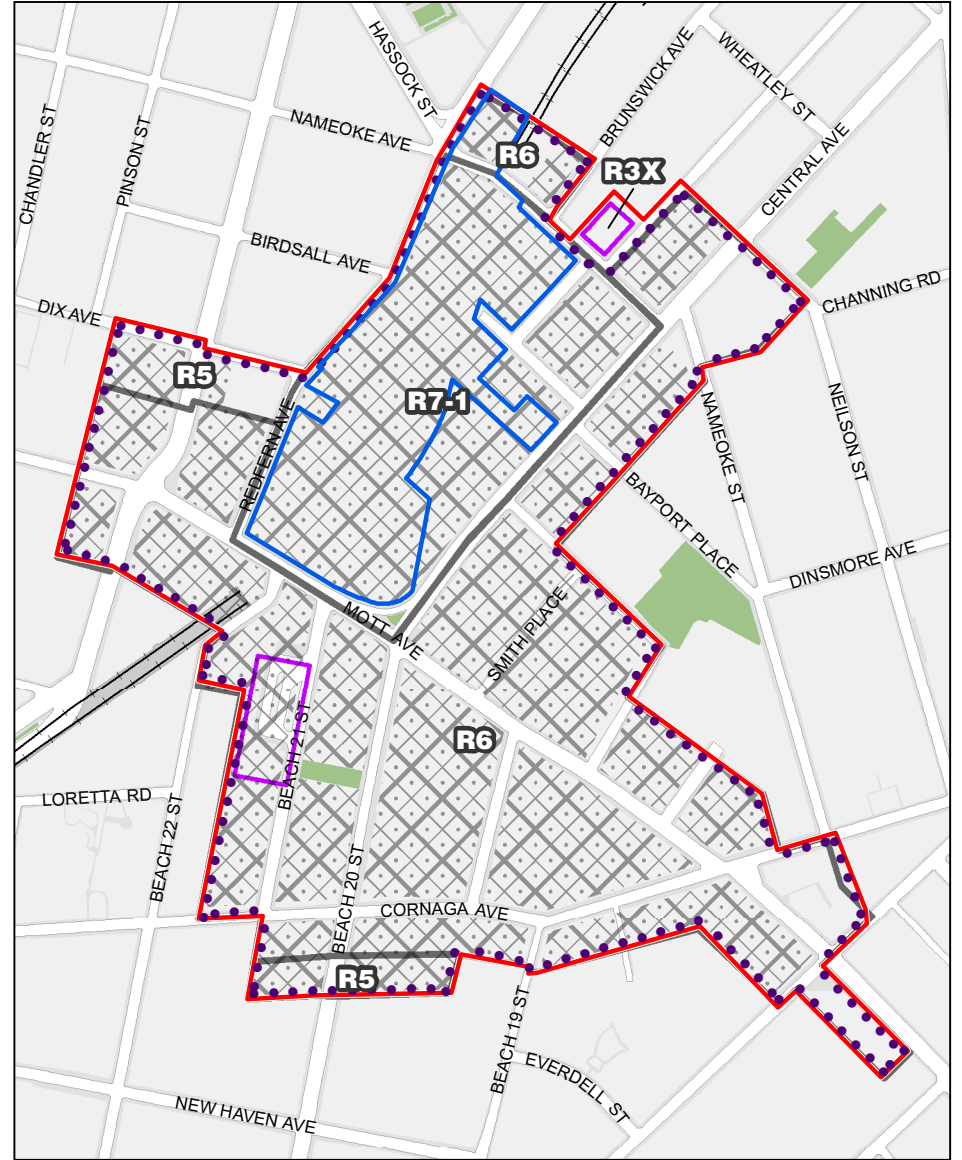 HASSOCK ST
BRUNSWICK AVE
WHEATLEY ST
CHANDLER ST
PINSON ST
NAMEOKE AVE
R6
R3X
CENTRAL AVE
BIRDSALL AVE
CHANNING RD
DIX AVE
R5
R7-1
REDFERN AVE
NAMEOKE ST
NEILSON ST
BAYPORT PLACE
DINSMORE AVE
MOTT AVE
SMITH PLACE
R6
BEACH 21 ST
LORETTA RD
BEACH 22 ST
BEACH 20 ST
CORNAGA AVE
R5
BEACH 19 ST
EVERDELL ST
NEW HAVEN AVE